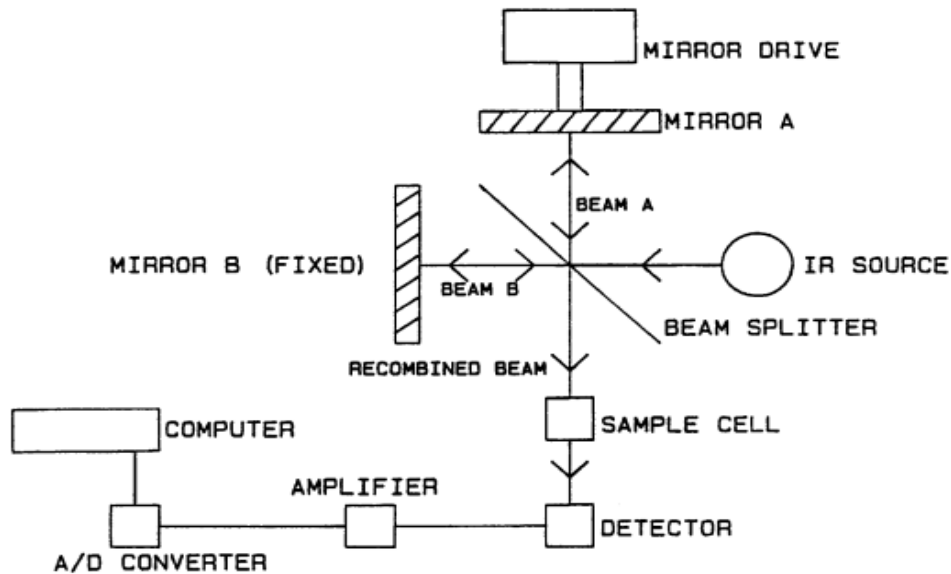 MIRROR DRIVE
MIRROR A
BEAM A
MIRROR B (FIXED)
BEAM B
IR SOURCE
BEAM SPLITTER
RECOMBINED BEAM
SAMPLE CELL
COMPUTER
AMPLIFIER
DETECTOR
A/D CONVERTER